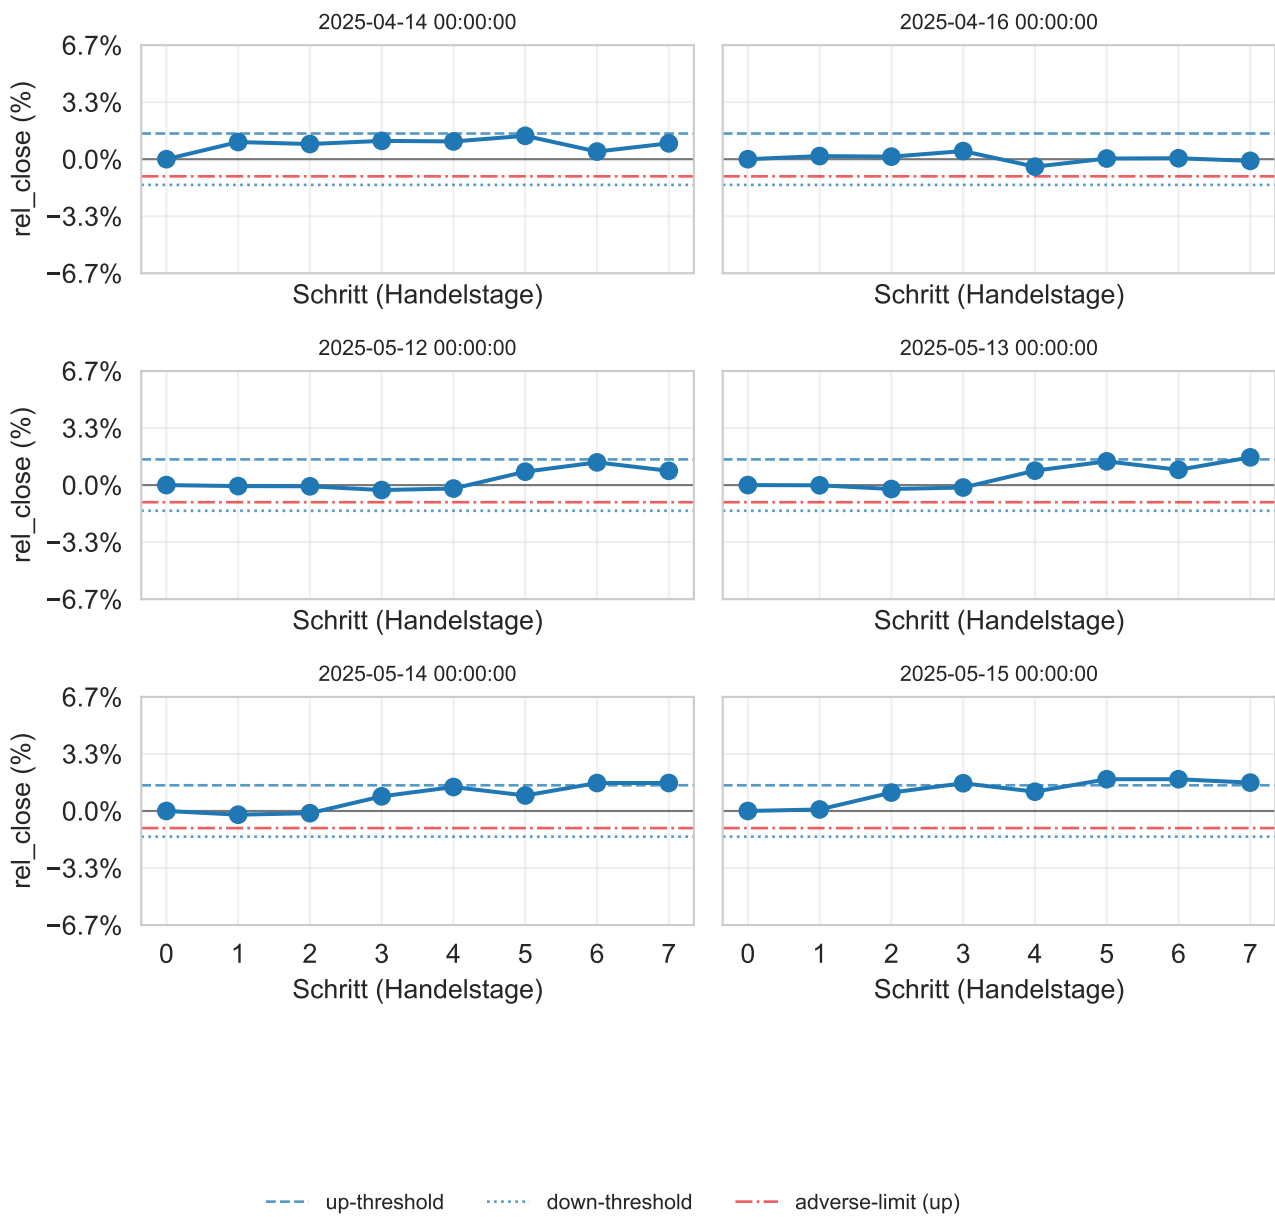 2025-04-14 00:00:00
2025-04-16 00:00:00
6.7%
3.3%
0.0%
−3.3%
−6.7%
rel_close (%)
Schritt (Handelstage)
Schritt (Handelstage)
2025-05-12 00:00:00
2025-05-13 00:00:00
6.7%
3.3%
0.0%
−3.3%
−6.7%
rel_close (%)
Schritt (Handelstage)
Schritt (Handelstage)
2025-05-14 00:00:00
2025-05-15 00:00:00
6.7%
3.3%
0.0%
−3.3%
−6.7%
rel_close (%)
0 1 2 3 4 5 6 7
0 1 2 3 4 5 6 7
Schritt (Handelstage)
Schritt (Handelstage)
up-threshold down-threshold adverse-limit (up)